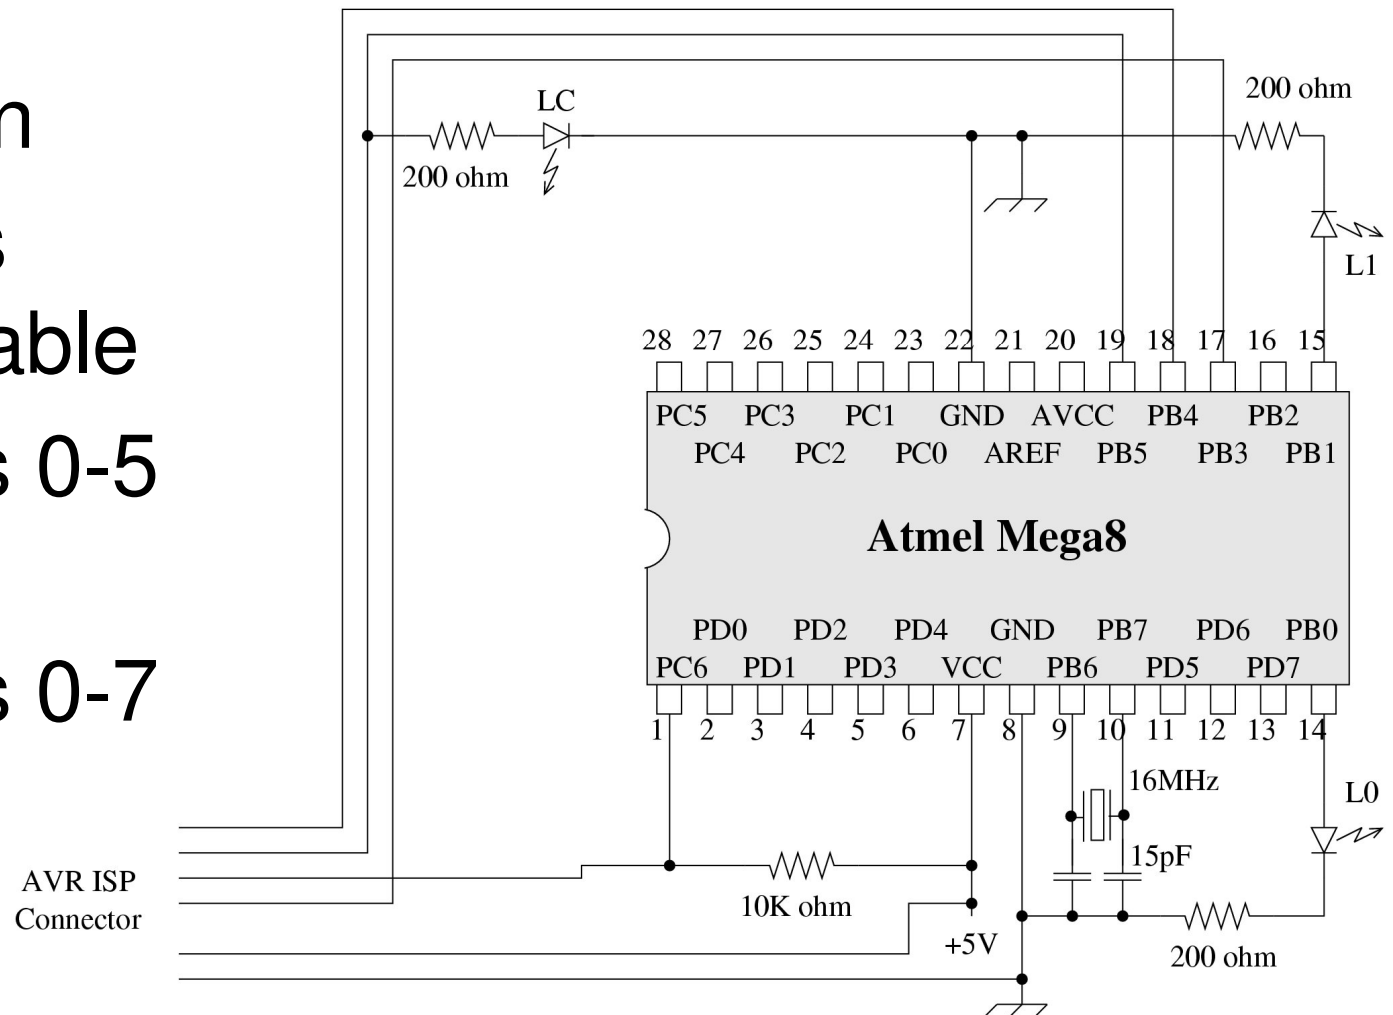 n
s
able
s 0-5
s 0-7
LC
200 ohm
200 ohm
L1
28 27 26 25 24 23 22 21 20 19 18 17 16 15
PC5 PC3 PC1 GND AVCC PB4 PB2
PC4 PC2 PC0 AREF PB5 PB3 PB1
Atmel Mega8
PD0 PD2 PD4 GND PB7 PD6 PB0
PC6 PD1 PD3 VCC PB6 PD5 PD7
1 2 3 4 5 6 7 8 9 10 11 12 13 14
16MHz
L0
15pF
AVR ISP
Connector
10K ohm
+5V
200 ohm